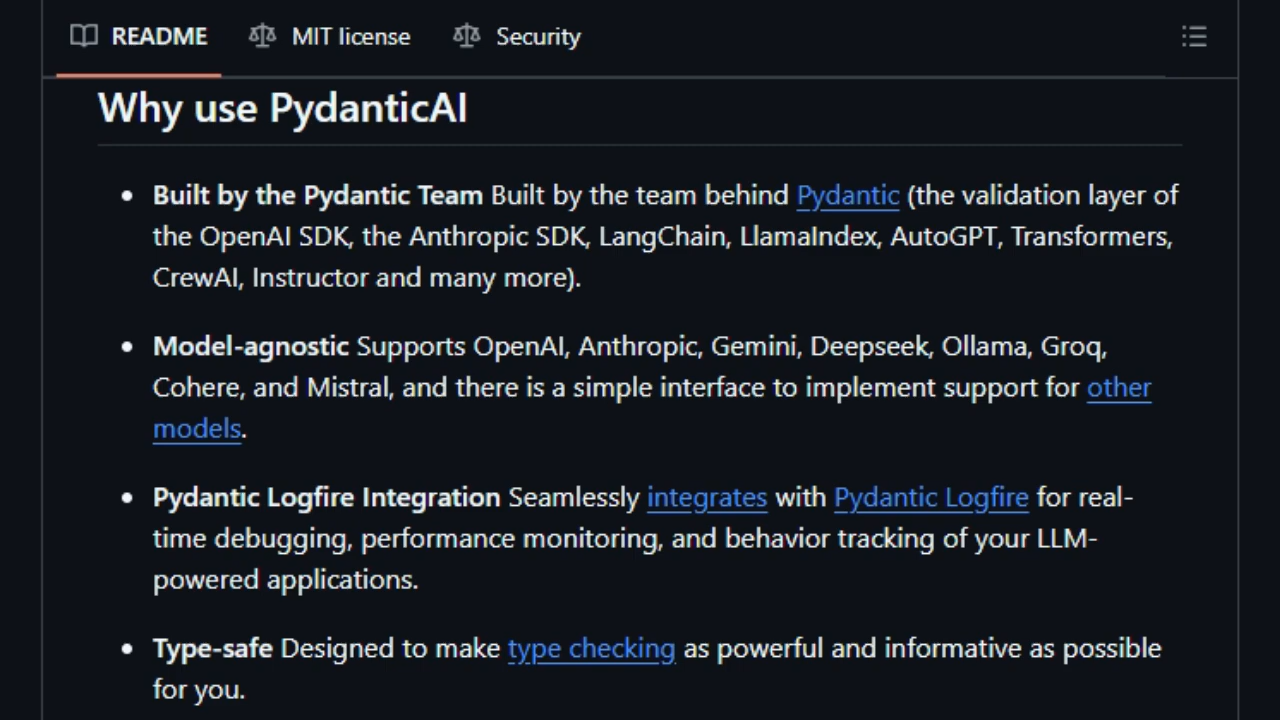 README MIT license Security
Why use PydanticAI
Built by the Pydantic Team Built by the team behind Pydantic (the validation layer of
the OpenAI SDK, the Anthropic SDK, LangChain, LlamaIndex, AutoGPT, Transformers,
CrewAI, Instructor and many more).
Model-agnostic Supports OpenAI, Anthropic, Gemini, Deepseek, Ollama, Groq,
Cohere, and Mistral, and there is a simple interface to implement support for other
models.
Pydantic Logfire Integration Seamlessly integrates with Pydantic Logfire for real-
time debugging, performance monitoring, and behavior tracking of your LLM-
powered applications.
Type-safe Designed to make type checking as powerful and informative as possible
for you.